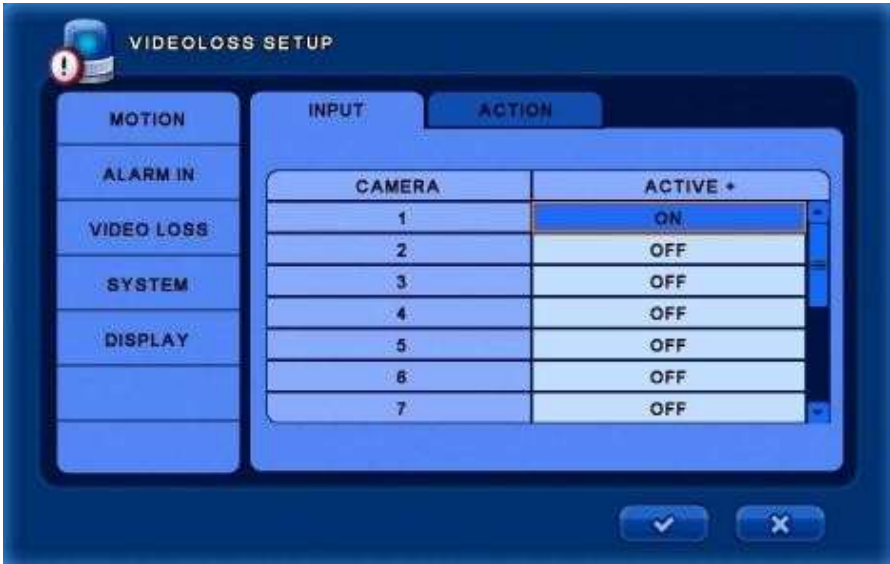 VIDEOLOSS SETUP
MOTION
ALARM IN
VIDEO LOSS
SYSTEM
DISPLAY
INPUT ACTION
CAMERA ACTIVE +
1 ON
2 OFF
3 OFF
4 OFF
5 OFF
6 OFF
7 OFF